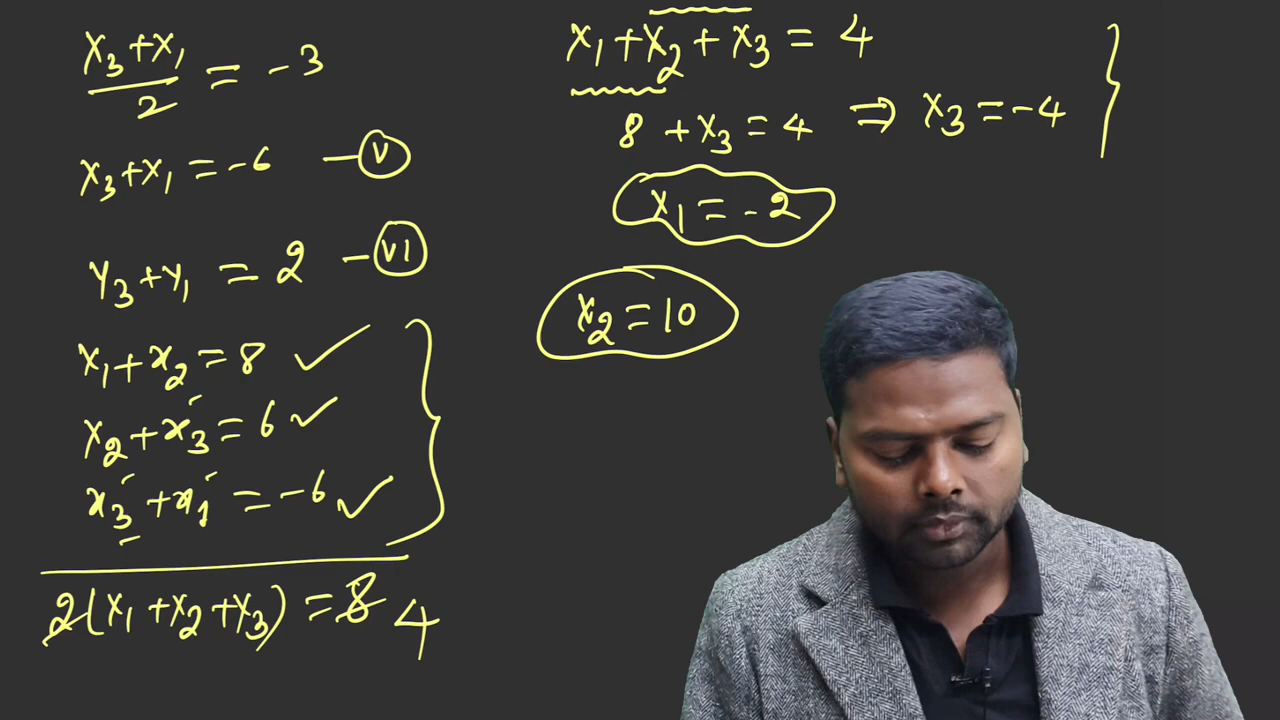 x₃+x₁/2 = -3
x₃+x₁ = -6 —Ⓥ
y₃+y₁ = 2 —(VI)
x₁+x₂ = 8 ✓
x₂+x₃ = 6 ✓
x₃+x₁ = -6 ✓
2(x₁+x₂+x₃) = 8 4
x₁+x₂+x₃ = 4
8+x₃ = 4 ⇒ x₃ = -4
x₁ = -2
x₂ = 10